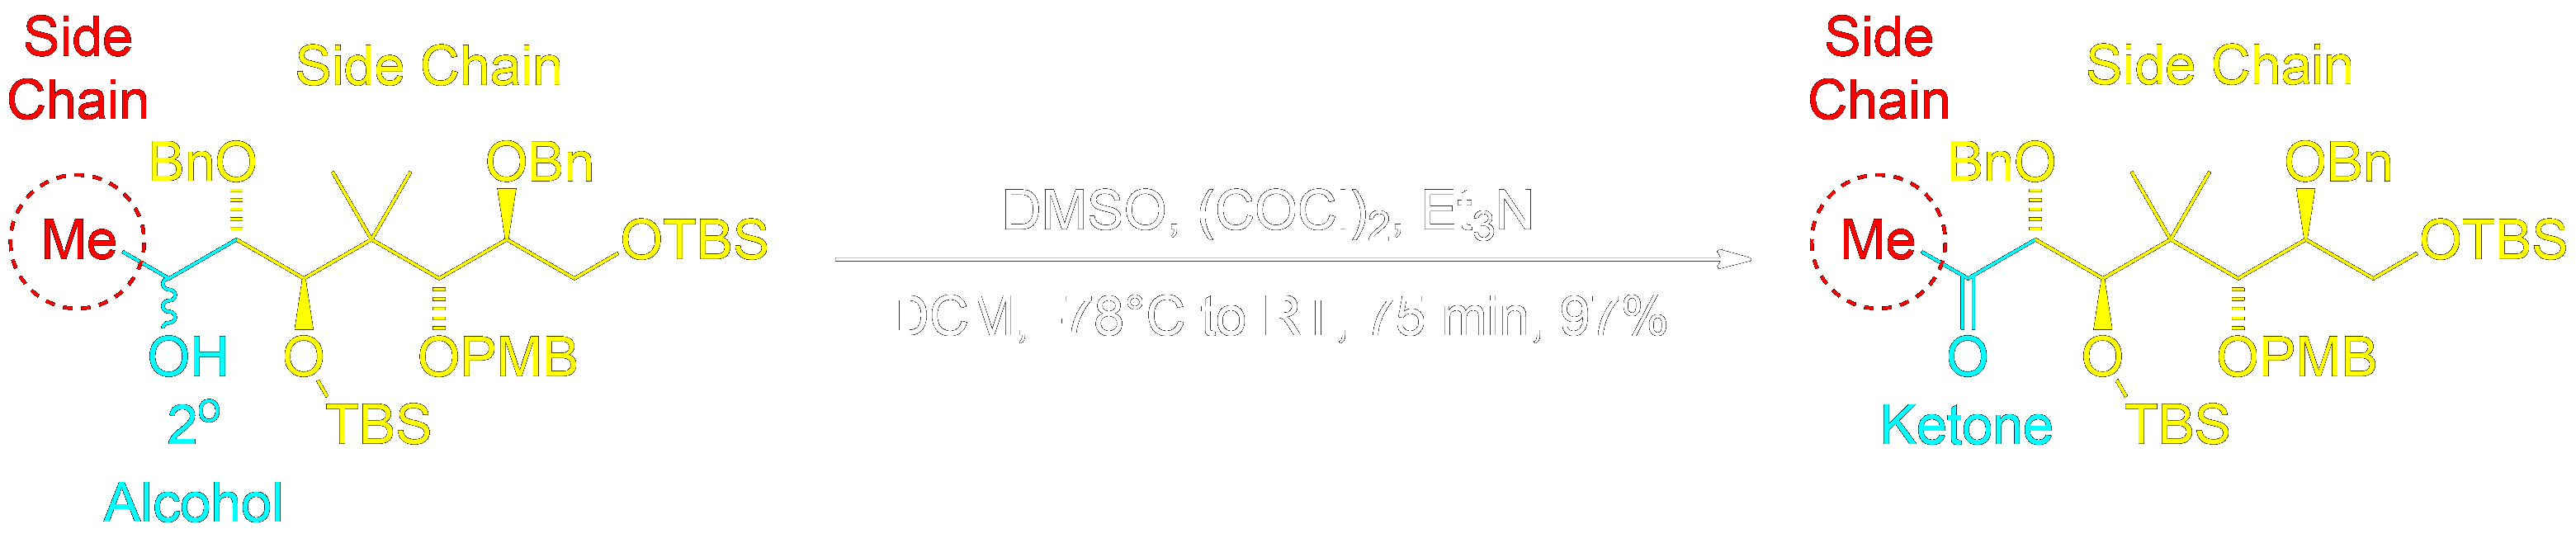 Side
Chain
Side Chain
BnO
OBn
Me
OTBS
OH
O
OPMB
2º
TBS
Alcohol
DMSO, (COCl)2, Et3N
DCM, -78°C to RT, 75 min, 97%
Side
Chain
Side Chain
BnO
OBn
Me
OTBS
O
O
OPMB
Ketone
TBS